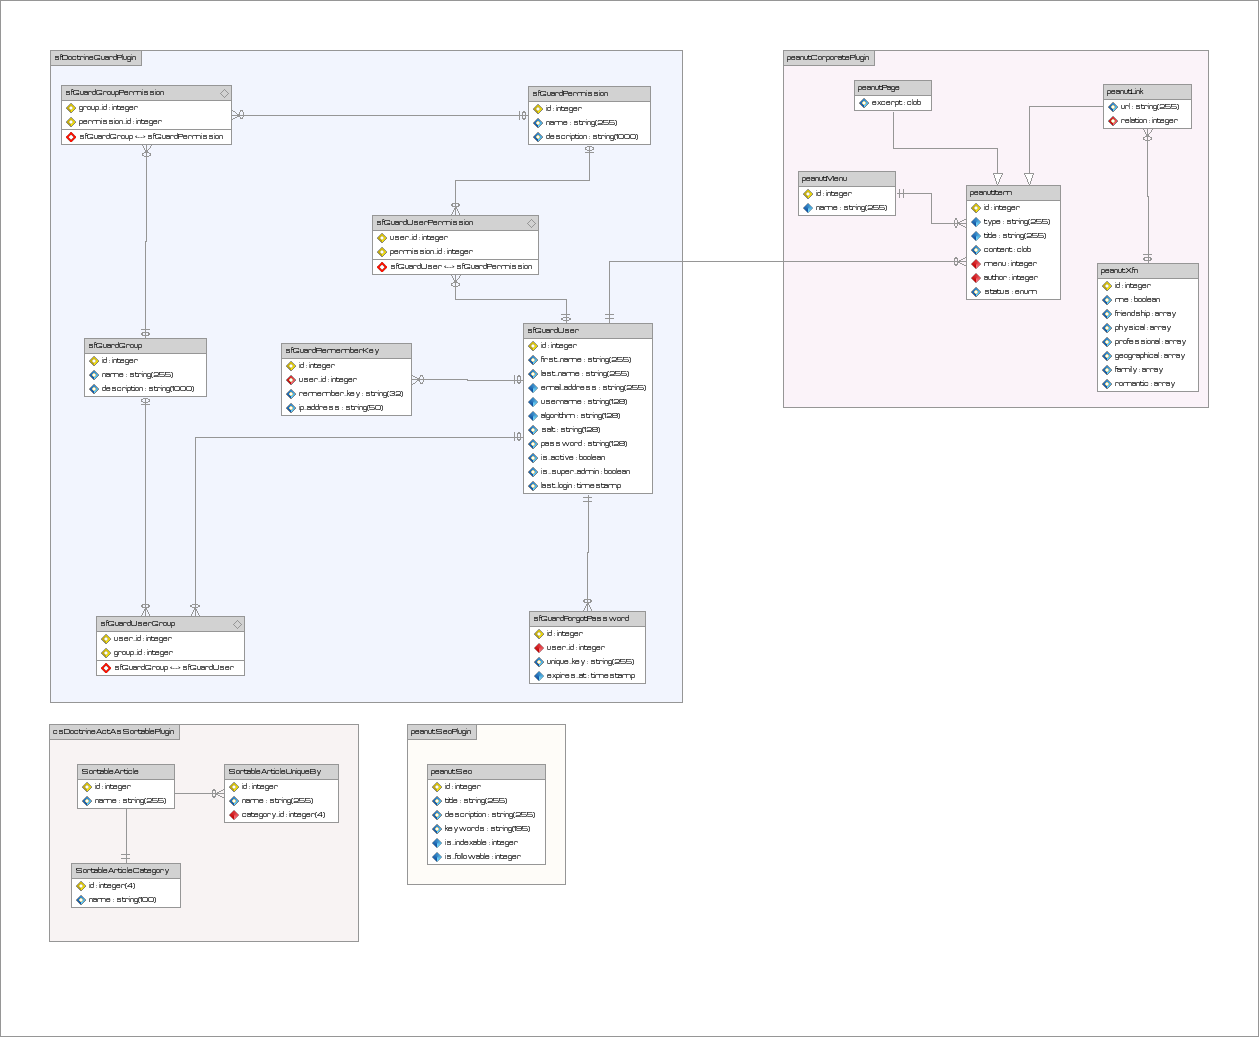 sfDoctrineGuardPlugin
sfGuardGroupPermission
group_id : integer
permission_id : integer
sfGuardGroup <-> sfGuardPermission
sfGuardPermission
id : integer
name : string(255)
description : string(1000)
sfGuardUserPermission
user_id : integer
permission_id : integer
sfGuardUser <-> sfGuardPermission
sfGuardGroup
id : integer
name : string(255)
description : string(1000)
sfGuardRememberKey
id : integer
user_id : integer
remember_key : string(32)
ip_address : string(50)
sfGuardUser
id : integer
first_name : string(255)
last_name : string(255)
email_address : string(255)
username : string(128)
algorithm : string(128)
salt : string(128)
password : string(128)
is_active : boolean
is_super_admin : boolean
last_login : timestamp
sfGuardUserGroup
user_id : integer
group_id : integer
sfGuardGroup <-> sfGuardUser
sfGuardForgotPassword
id : integer
user_id : integer
unique_key : string(255)
expires_at : timestamp
peanutCorporatePlugin
peanutPage
excerpt : clob
peanutLink
url : string(255)
relation : integer
peanutMenu
id : integer
name : string(255)
peanutItem
id : integer
type : string(255)
title : string(255)
content : clob
menu : integer
author : integer
status : enum
peanutXfn
id : integer
me : boolean
friendship : array
physical : array
professional : array
geographical : array
family : array
romantic : array
csDoctrineActAsSortablePlugin
SortableArticle
id : integer
name : string(255)
SortableArticleUniqueBy
id : integer
name : string(255)
category_id : integer(4)
SortableArticleCategory
id : integer(4)
name : string(100)
peanutSeoPlugin
peanutSeo
id : integer
title : string(255)
description : string(255)
keywords : string(195)
is_indexable : integer
is_followable : integer